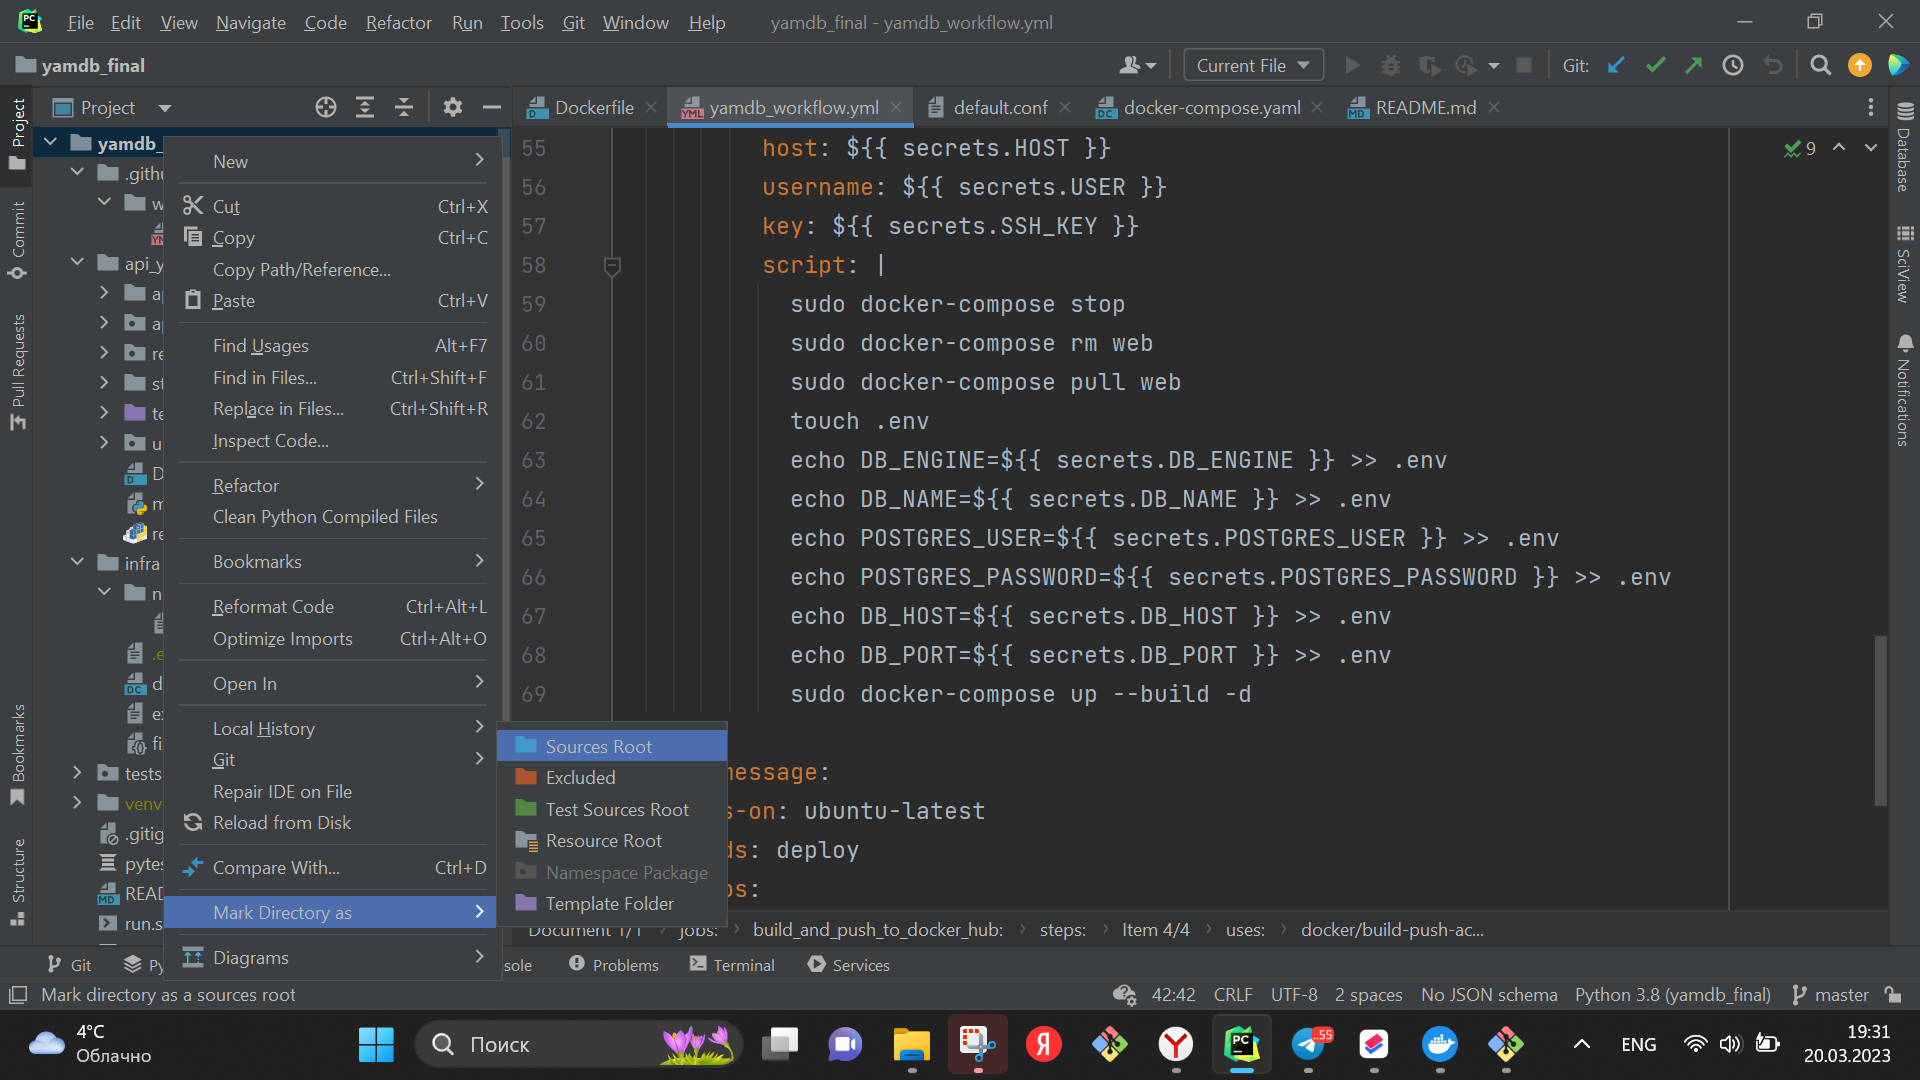 File Edit View Navigate Code Refactor Run Tools Git Window Help yamdb_final - yamdb_workflow.yml
yamdb_final Current File Git:
Project
Dockerfile yamdb_workflow.yml default.conf docker-compose.yaml README.md
Project
Commit
Pull Requests
Bookmarks
Structure
yamdb_
.gith
w
api_y
re
st
te
infra
tests
venv
.gitig
pytes
READ
run.s
New
Cut Ctrl+X
Copy Ctrl+C
Copy Path/Reference...
Paste Ctrl+V
Find Usages Alt+F7
Find in Files... Ctrl+Shift+F
Replace in Files... Ctrl+Shift+R
Inspect Code...
Refactor
Clean Python Compiled Files
Bookmarks
Reformat Code Ctrl+Alt+L
Optimize Imports Ctrl+Alt+O
Open In
Local History
Git
Repair IDE on File
Reload from Disk
Compare With... Ctrl+D
Mark Directory as
Diagrams
Sources Root
Excluded
Test Sources Root
Resource Root
Namespace Package
Template Folder
55 host: ${{ secrets.HOST }}
56 username: ${{ secrets.USER }}
57 key: ${{ secrets.SSH_KEY }}
58 script: |
59 sudo docker-compose stop
60 sudo docker-compose rm web
61 sudo docker-compose pull web
62 touch .env
63 echo DB_ENGINE=${{ secrets.DB_ENGINE }} >> .env
64 echo DB_NAME=${{ secrets.DB_NAME }} >> .env
65 echo POSTGRES_USER=${{ secrets.POSTGRES_USER }} >> .env
66 echo POSTGRES_PASSWORD=${{ secrets.POSTGRES_PASSWORD }} >> .env
67 echo DB_HOST=${{ secrets.DB_HOST }} >> .env
68 echo DB_PORT=${{ secrets.DB_PORT }} >> .env
69 sudo docker-compose up --build -d
message:
s-on: ubuntu-latest
ds: deploy
ps:
9
Database
SciView
Notifications
Document 1/1 › jobs: › build_and_push_to_docker_hub: › steps: › Item 4/4 › uses: › docker/build-push-ac...
Git Py sole Problems Terminal Services
Mark directory as a sources root 42:42 CRLF UTF-8 2 spaces No JSON schema Python 3.8 (yamdb_final) master
4°C
Облачно
Поиск
..55
ENG
19:31
20.03.2023